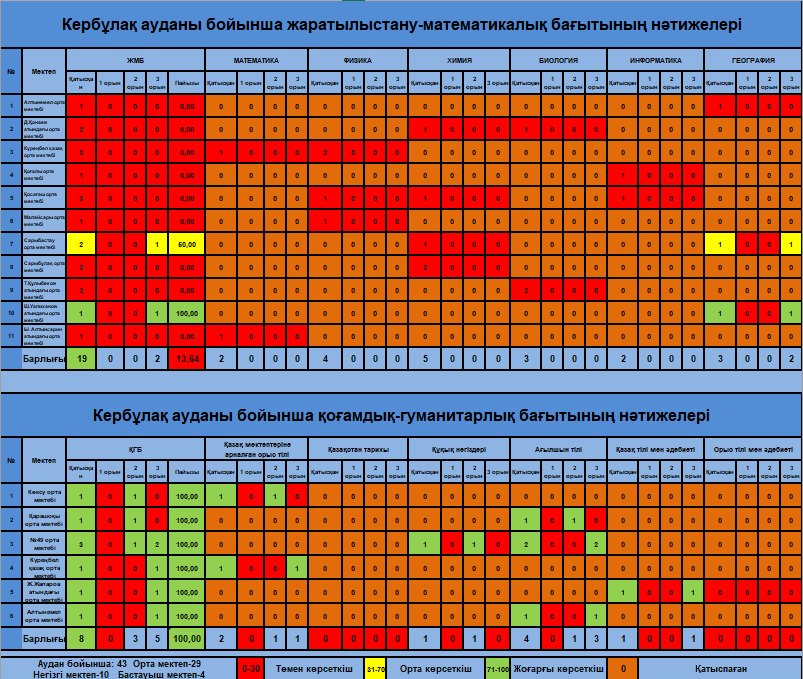 Кербұлақ ауданы бойынша жаратылыстану-математикалық бағытының нәтижелері
№ Мектеп ЖМБ МАТЕМАТИКА ФИЗИКА ХИМИЯ БИОЛОГИЯ ИНФОРМАТИКА ГЕОГРАФИЯ
Қатысқан 1 орын 2 орын 3 орын Пайызы Қатысқан 1 орын 2 орын 3 орын Қатысқан 1 орын 2 орын 3 орын Қатысқан 1 орын 2 орын 3 орын Қатысқан 1 орын 2 орын 3 орын Қатысқан 1 орын 2 орын 3 орын Қатысқан 1 орын 2 орын 3 орын
1 Алтынемел орта мектебі 1 0 0 0 0,00 0 0 0 0 0 0 0 0 0 0 0 0 0 0 0 0 0 0 0 0 1 0 0 0
2 Д.Қонаев атындағы орта мектебі 0 0 0 0,00 0 0 0 0 0 0 0 0 1 0 0 0 1 0 0 0 0 0 0 0 0 0 0 0
3 Күреңбел қазақ орта мектебі 3 0 0 0 0,00 1 0 0 0 2 0 0 0 0 0 0 0 0 0 0 0 0 0 0 0 0 0 0 0
4 Қоғалы орта мектебі 1 0 0 0 0,00 0 0 0 0 0 0 0 0 0 0 0 0 0 0 0 0 1 0 0 0 0 0 0 0
5 Қосағаш орта мектебі 3 0 0 0 0,00 0 0 0 0 1 0 0 0 1 0 0 0 0 0 0 0 1 0 0 0 0 0 0 0
6 Малайсары орта мектебі 1 0 0 0 0,00 0 0 0 0 1 0 0 0 0 0 0 0 0 0 0 0 0 0 0 0 0 0 0 0
7 Сарыбастау орта мектебі 2 0 0 1 50,00 0 0 0 0 0 0 0 0 1 0 0 0 0 0 0 0 0 0 0 0 1 0 0 1
8 Сарыбұлақ орта мектебі 2 0 0 0 0,00 0 0 0 0 0 0 0 0 2 0 0 0 0 0 0 0 0 0 0 0 0 0 0 0
9 Т.Құлыбеков атындағы орта мектебі 2 0 0 0 0,00 0 0 0 0 0 0 0 0 0 0 0 0 2 0 0 0 0 0 0 0 0 0 0 0
10 Ш.Уалиханов атындағы орта мектебі 1 0 0 1 100,00 0 0 0 0 0 0 0 0 0 0 0 0 0 0 0 0 0 0 0 0 1 0 0 1
11 Ы. Алтынсарин атындағы орта мектебі 1 0 0 0 0,00 1 0 0 0 0 0 0 0 0 0 0 0 0 0 0 0 0 0 0 0 0 0 0 0
Барлығы 19 0 0 2 13,64 2 0 0 0 4 0 0 0 5 0 0 0 3 0 0 0 2 0 0 0 3 0 0 2
Кербұлақ ауданы бойынша қоғамдық-гуманитарлық бағытының нәтижелері
№ Мектеп ҚГБ Қазақ мектептеріне арналған орыс тілі Қазақстан тарихы Құқық негіздері Ағылшын тілі Қазақ тілі мен әдебиеті Орыс тілі мен әдебиеті
Қатысқан 1 орын 2 орын 3 орын Пайызы Қатысқан 1 орын 2 орын 3 орын Қатысқан 1 орын 2 орын 3 орын Қатысқан 1 орын 2 орын 3 орын Қатысқан 1 орын 2 орын 3 орын Қатысқан 1 орын 2 орын 3 орын Қатысқан 1 орын 2 орын 3 орын
1 Көксу орта мектебі 1 0 1 0 100,00 1 0 1 0 0 0 0 0 0 0 0 0 0 0 0 0 0 0 0 0 0 0 0 0
2 Қарашоқы орта мектебі 1 0 1 0 100,00 0 0 0 0 0 0 0 0 0 0 0 0 1 0 1 0 0 0 0 0 0 0 0 0
3 №49 орта мектебі 3 0 1 2 100,00 0 0 0 0 0 0 0 0 1 0 1 0 2 0 0 2 0 0 0 0 0 0 0 0
4 Күреңбел қазақ орта мектебі 1 0 0 1 100,00 1 0 0 1 0 0 0 0 0 0 0 0 0 0 0 0 0 0 0 0 0 0 0 0
5 Ж.Жапаров атындағы орта мектебі 1 0 0 1 100,00 0 0 0 0 0 0 0 0 0 0 0 0 0 0 0 0 1 0 0 1 0 0 0 0
6 Алтынемел орта мектебі 1 0 0 1 100,00 0 0 0 0 0 0 0 0 0 0 0 0 1 0 0 1 0 0 0 0 0 0 0 0
Барлығы 8 0 3 5 100,00 2 0 1 1 0 0 0 0 1 0 1 0 4 0 1 3 1 0 0 1 0 0 0 0
Аудан бойынша: 43 Орта мектеп-29 0-30 Төмен көрсеткіш 31-70 Орта көрсеткіш 71-100 Жоғарғы көрсеткіш 0 Қатыспаған
Негізгі мектеп-10 Бастауыш мектеп-4